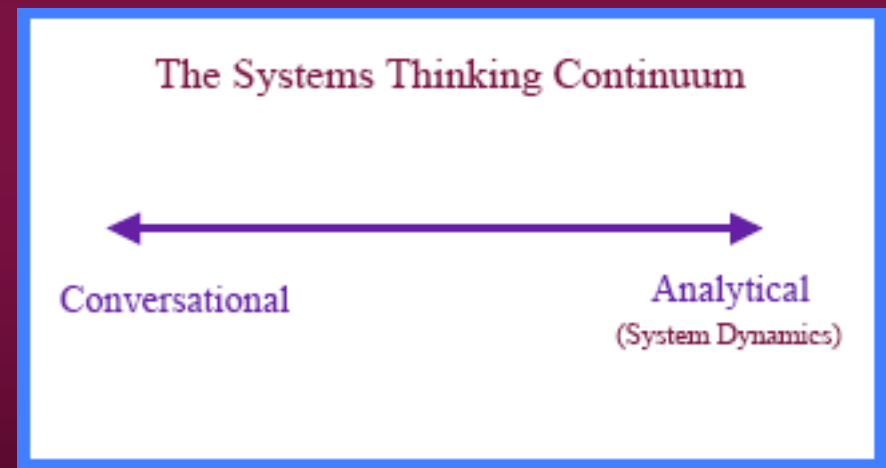 The Systems Thinking Continuum
Conversational
Analytical
(System Dynamics)